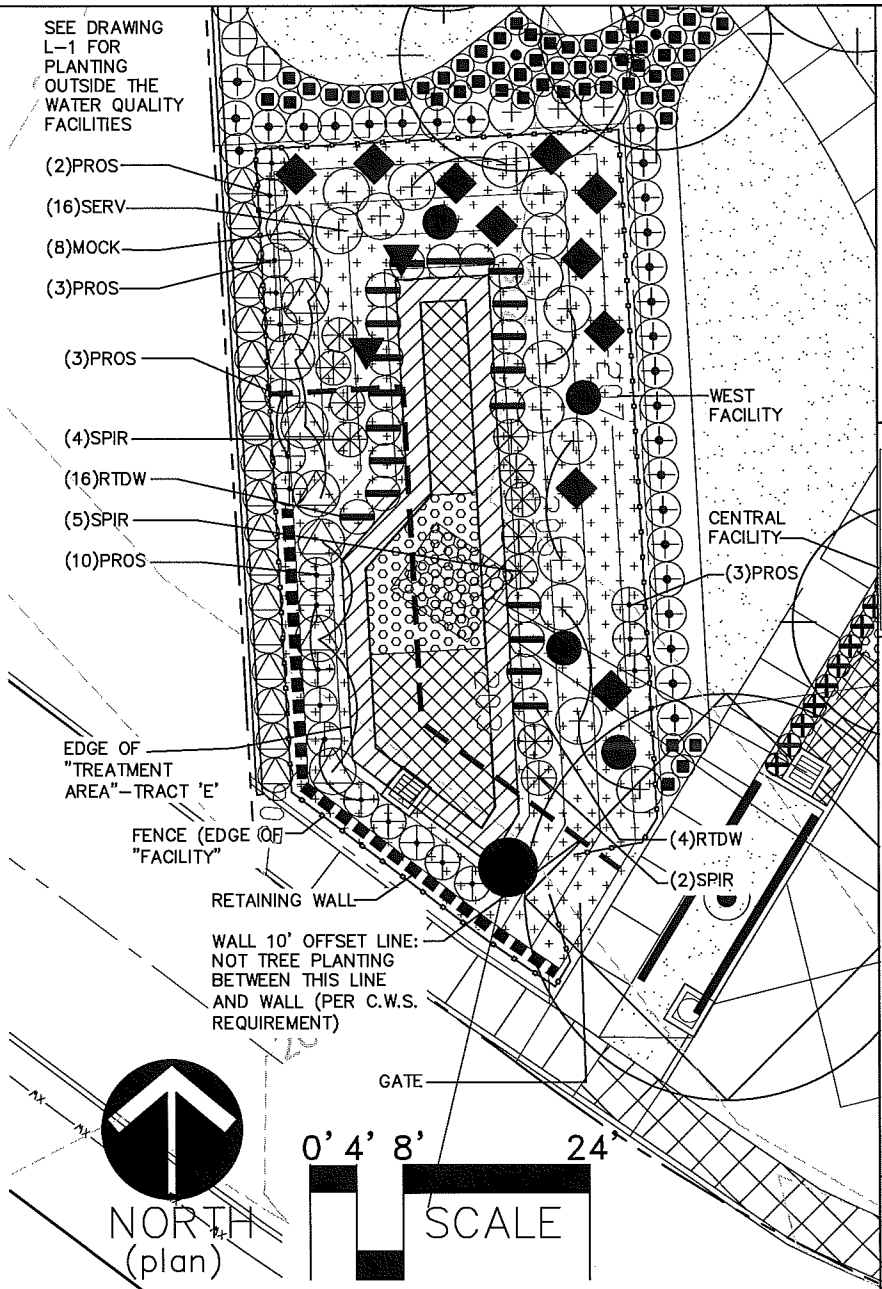 SEE DRAWING
L-1 FOR
PLANTING
OUTSIDE THE
WATER QUALITY
FACILITIES
(2)PROS
(16)SERV
(8)MOCK
(3)PROS
(3)PROS
(4)SPIR
(16)RTDW
(5)SPIR
(10)PROS
WEST
FACILITY
CENTRAL
FACILITY
(3)PROS
EDGE OF
"TREATMENT
AREA"-TRACT 'E'
FENCE (EDGE OF
"FACILITY"
(4)RTDW
(2)SPIR
RETAINING WALL
WALL 10' OFFSET LINE:
NOT TREE PLANTING
BETWEEN THIS LINE
AND WALL (PER C.W.S.
REQUIREMENT)
GATE
0' 4' 8' 24'
NORTH
(plan)
SCALE